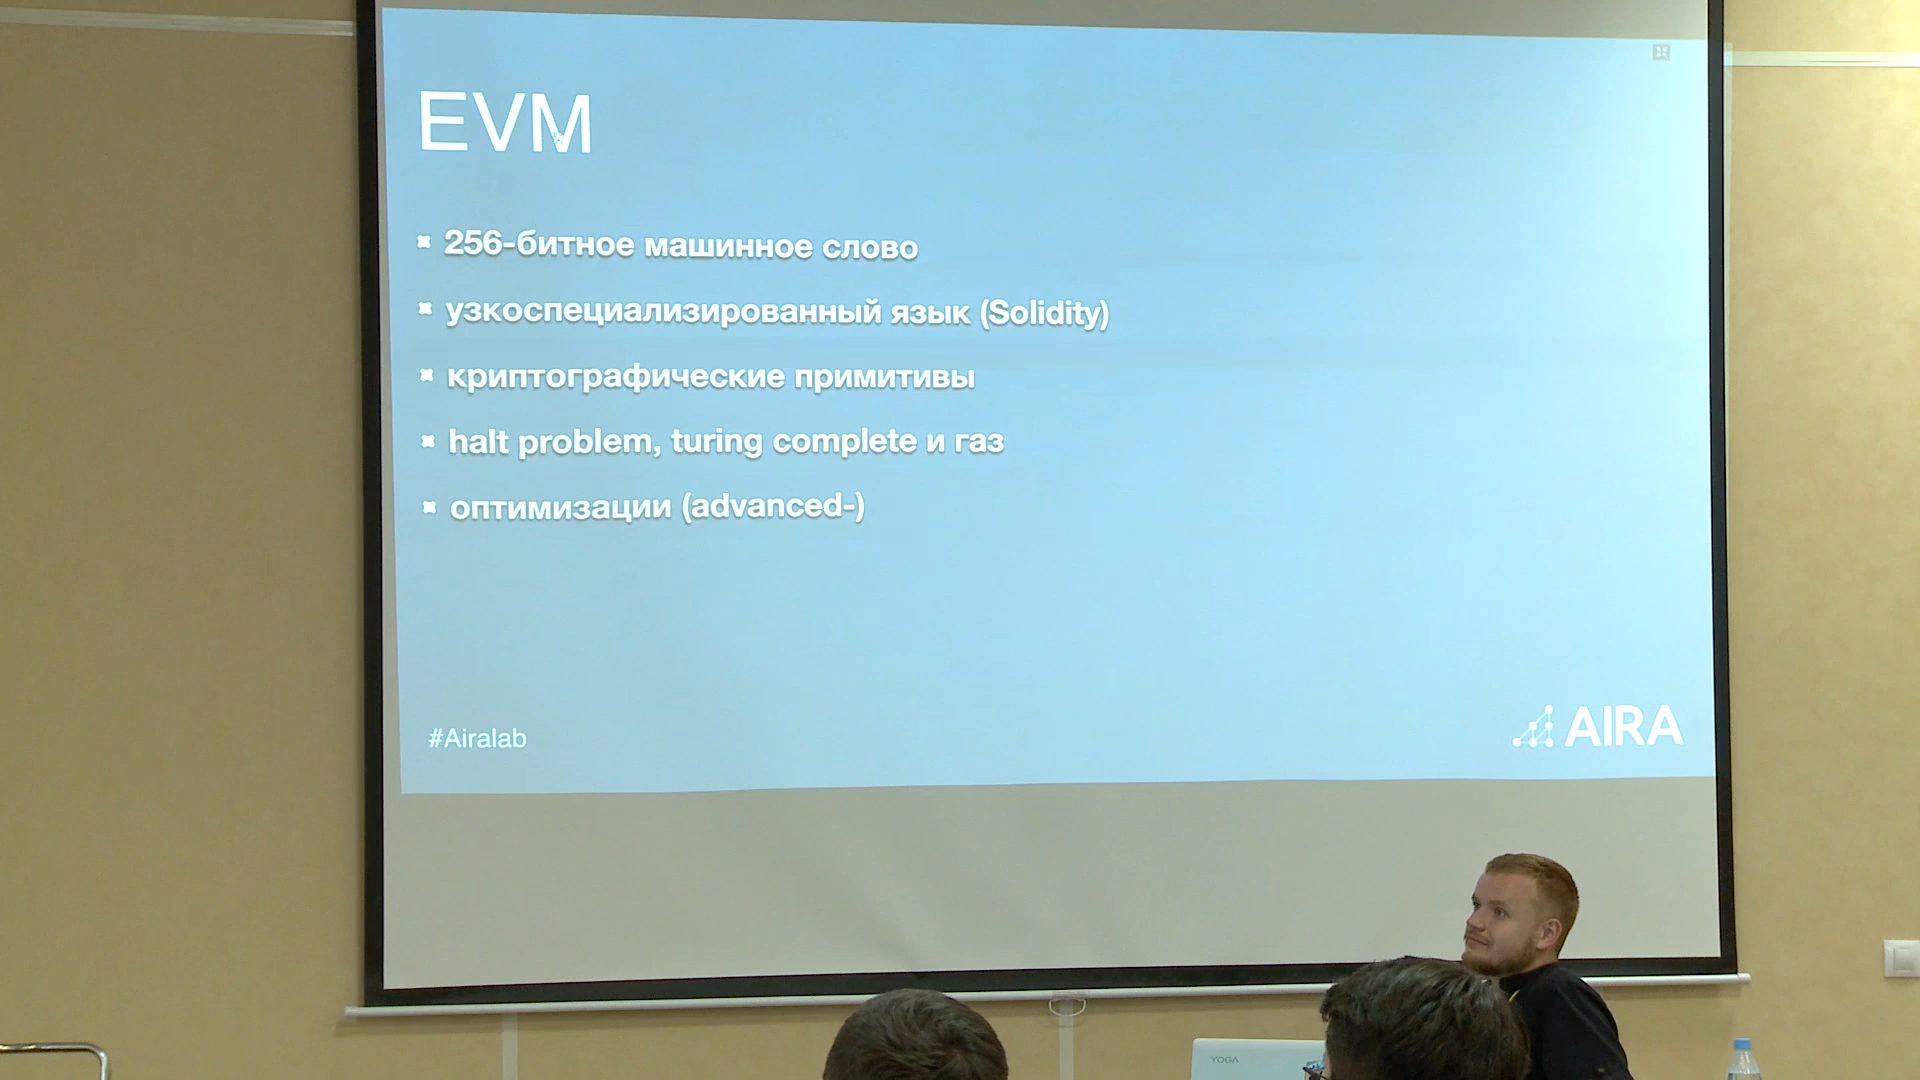 EVM
256-битное машинное слово
узкоспециализированный язык (Solidity)
криптографические примитивы
halt problem, turing complete и газ
оптимизации (advanced-)
#Airalab
AIRA
YOGA